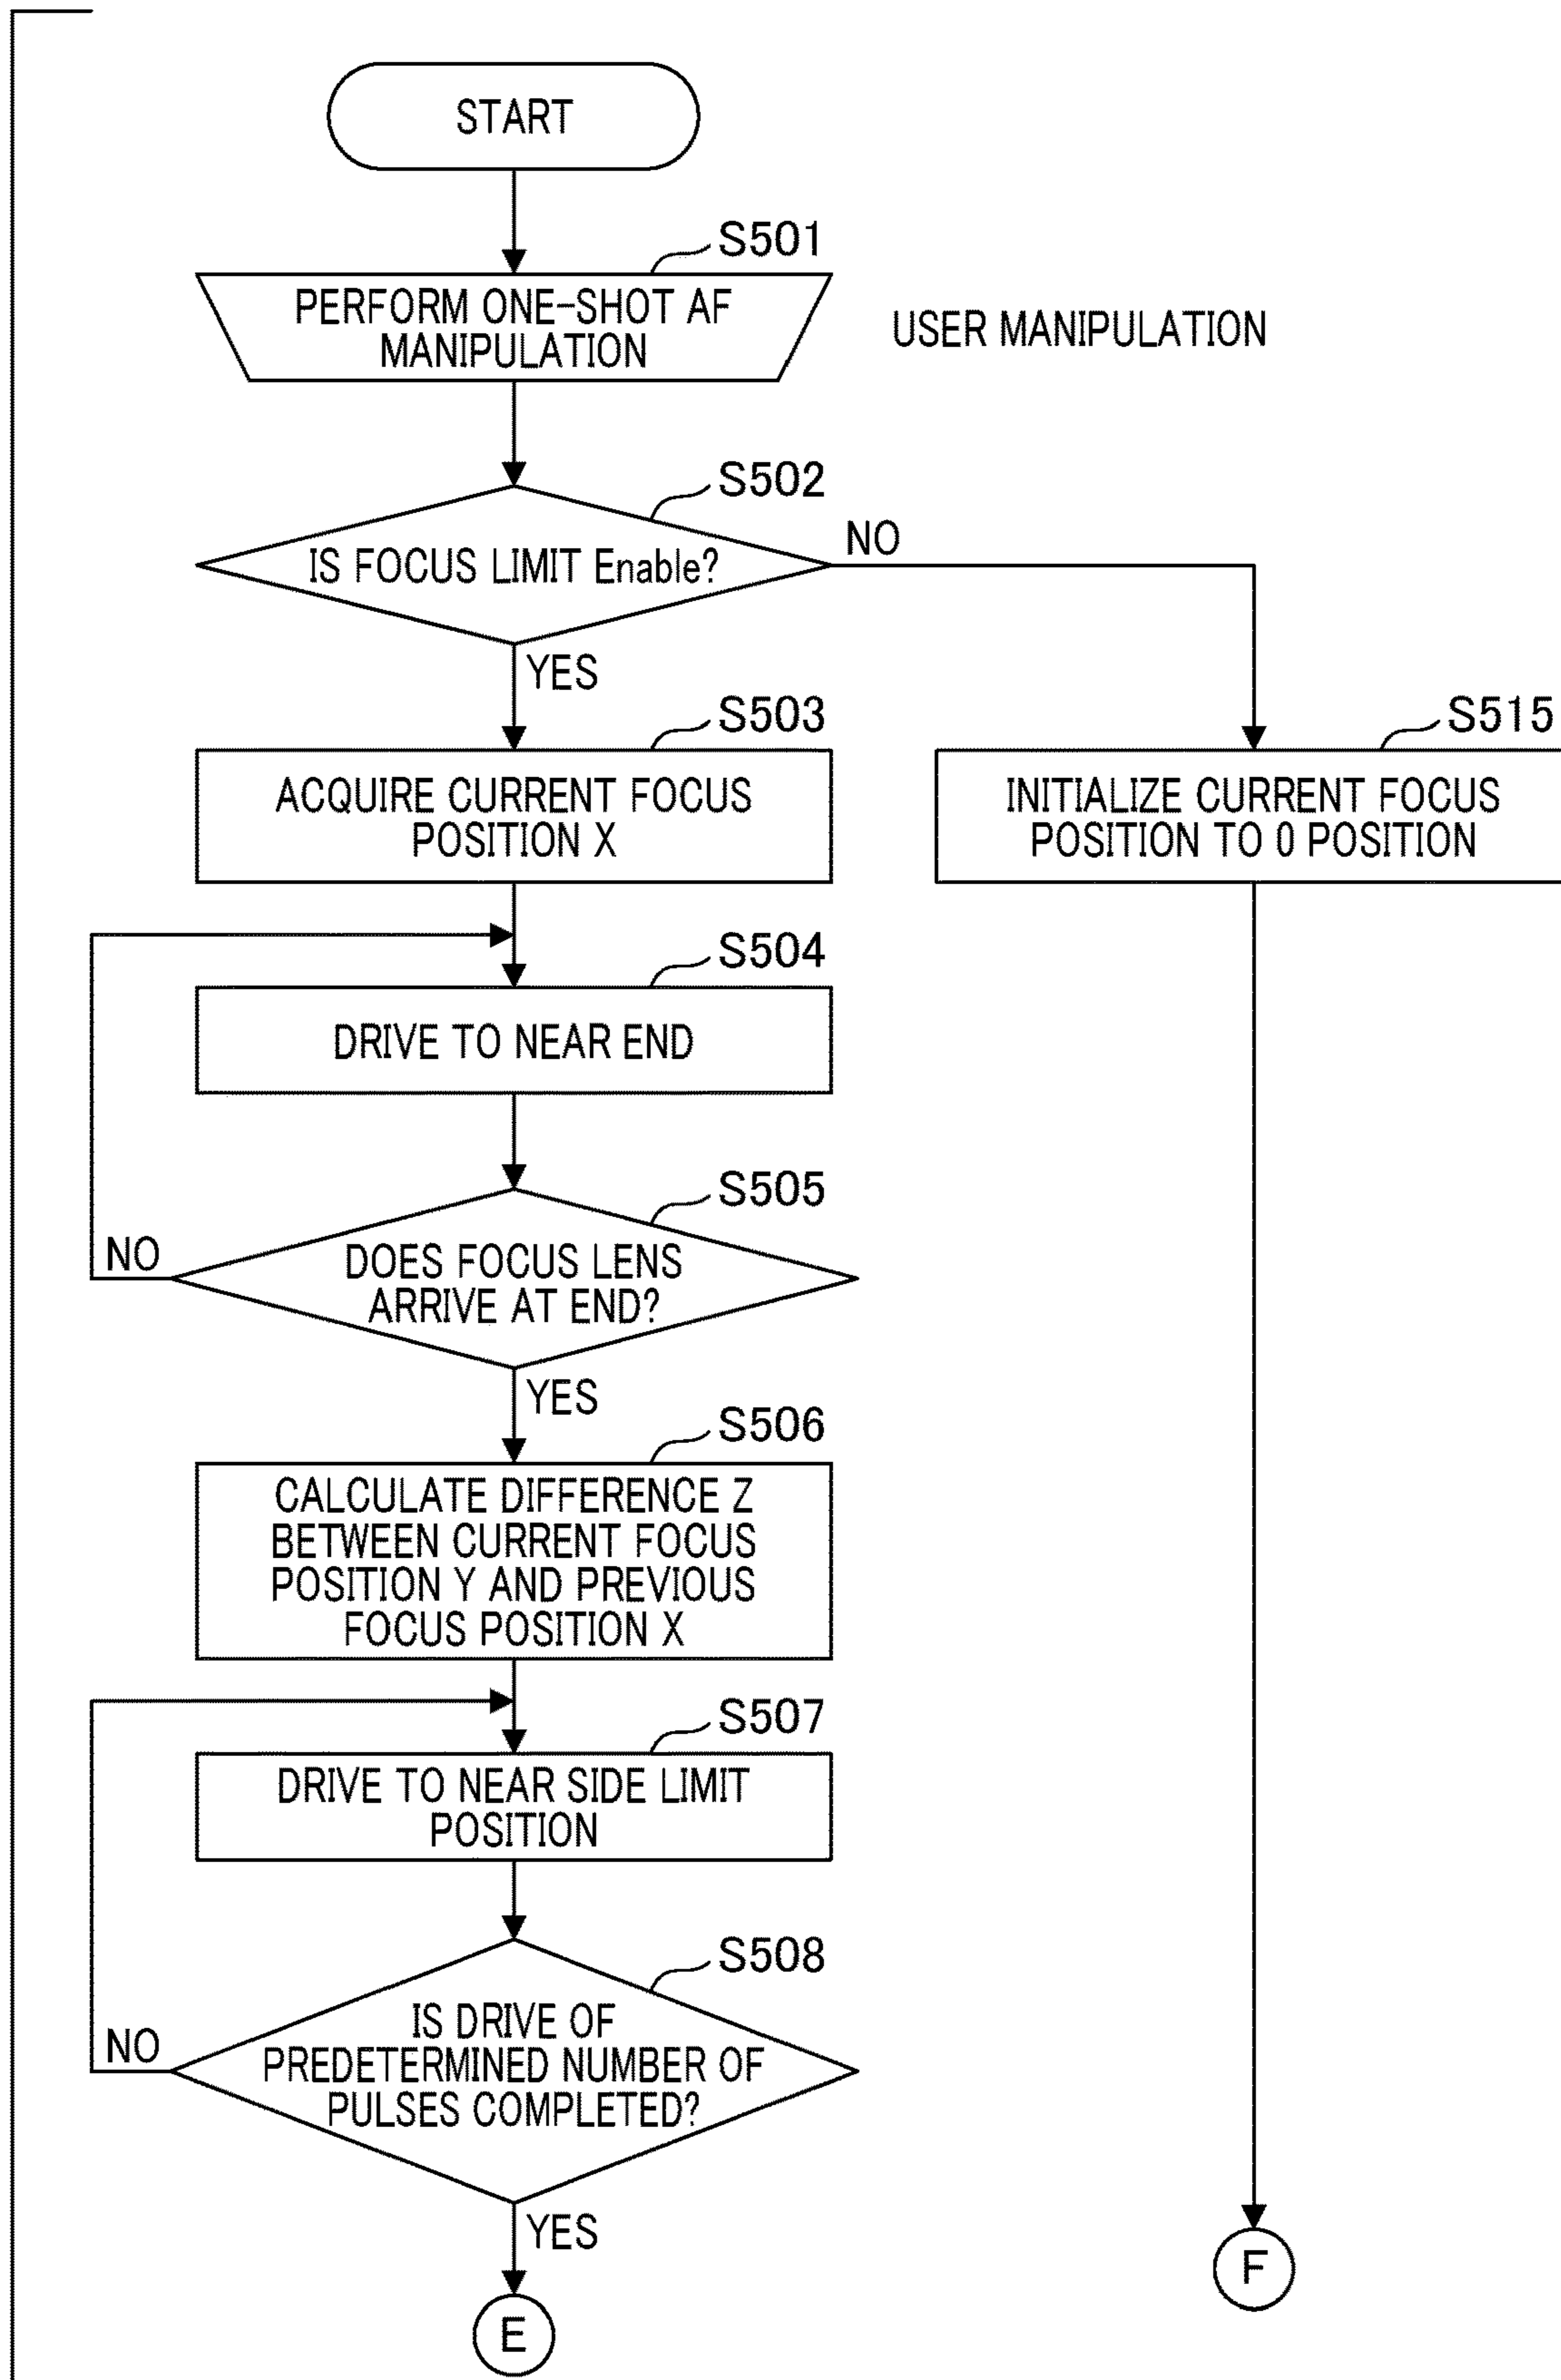 START
S501
PERFORM ONE-SHOT AF
MANIPULATION
USER MANIPULATION
S502
IS FOCUS LIMIT Enable?
NO
YES
S503
ACQUIRE CURRENT FOCUS
POSITION X
S515
INITIALIZE CURRENT FOCUS
POSITION TO 0 POSITION
S504
DRIVE TO NEAR END
S505
DOES FOCUS LENS
ARRIVE AT END?
NO
YES
S506
CALCULATE DIFFERENCE Z
BETWEEN CURRENT FOCUS
POSITION Y AND PREVIOUS
FOCUS POSITION X
S507
DRIVE TO NEAR SIDE LIMIT
POSITION
S508
IS DRIVE OF
PREDETERMINED NUMBER OF
PULSES COMPLETED?
NO
YES
E
F